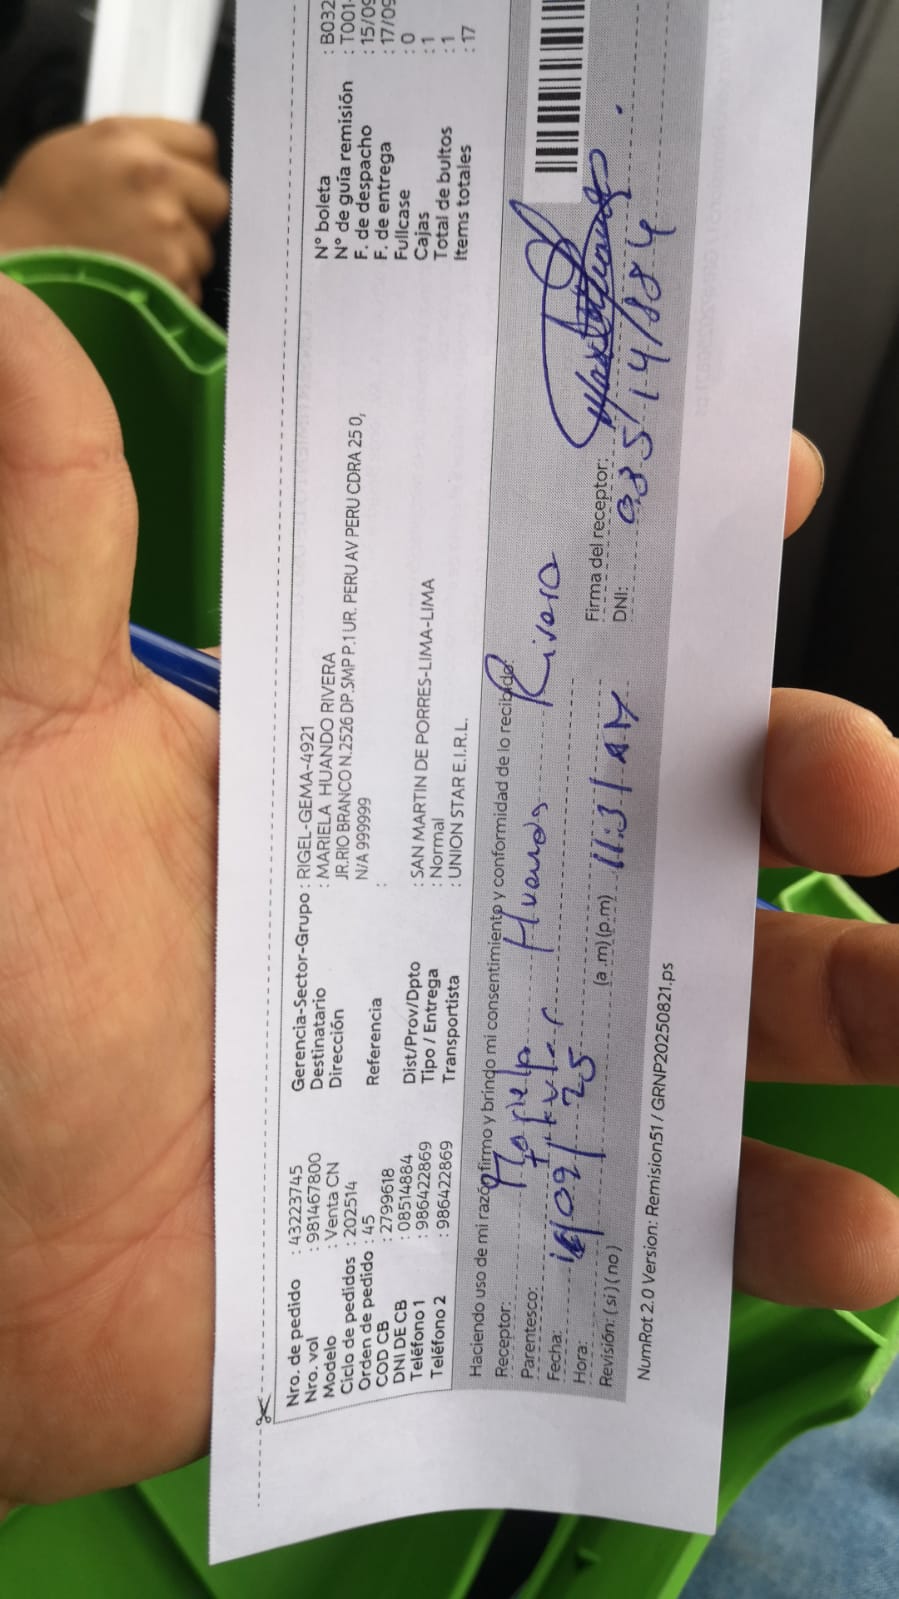 Nro. de pedido : 43223745
Nro. vol : 981467800
Modelo : Venta CN
Ciclo de pedidos : 202514
Orden de pedido : 45
COD CB : 2799618
DNI DE CB : 08514884
Teléfono 1 : 986422869
Teléfono 2 : 986422869
Gerencia-Sector-Grupo : RIGEL-GEMA-4921
Destinatario : MARIELA HUANDO RIVERA
Dirección JR.RIO BRANCO N.2526 DP.SMP P.1 UR. PERU AV PERU CDRA 25 0,
N/A 999999
Referencia :
Dist/Prov/Dpto : SAN MARTIN DE PORRES-LIMA-LIMA
Tipo / Entrega : Normal
Transportista : UNION STAR E.I.R.L.
N° boleta : B032
N° de guía remisión : T001-
F. de despacho : 15/09
F. de entrega : 17/09
Fullcase : 0
Cajas : 1
Total de bultos : 1
Items totales : 17
Haciendo uso de mi razón firmo y brindo mi consentimiento y conformidad de lo recibido:
Receptor: Mariela Huando Rivera
Parentesco:
Fecha: /09/25
Hora: (a .m) (p.m) 11:31 AM
Revisión: ( si ) ( no )
Firma del receptor:
DNI: 08514884
NumRot 2.0 Version: Remision51 / GRNP20250821.ps